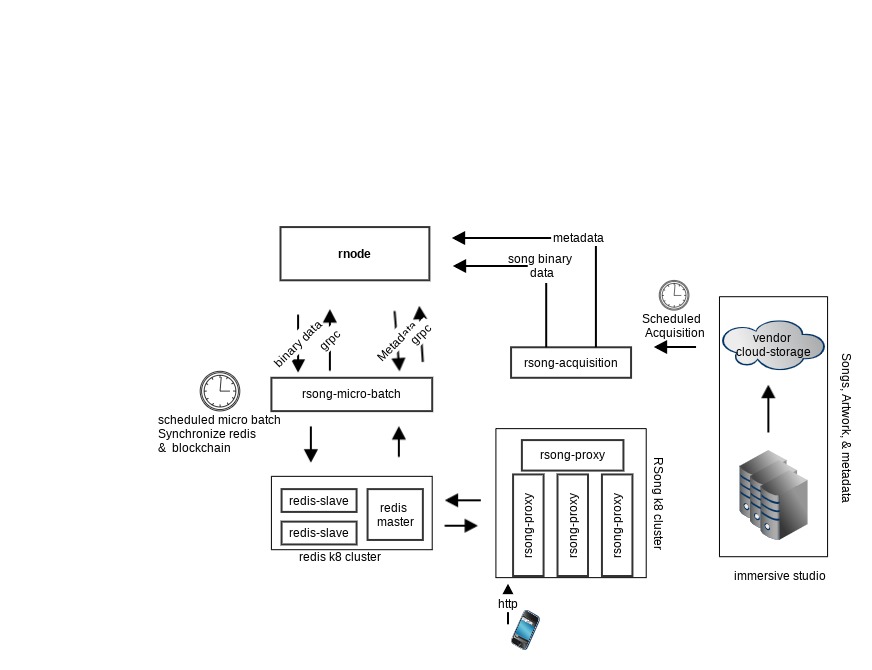 rnode
metadata
song binary
data
binary data
grpc
Metadata
grpc
Scheduled
Acquisition
vendor
cloud-storage
rsong-acquisition
rsong-micro-batch
scheduled micro batch
Synchronize redis
& blockchain
Songs, Artwork, & metadata
rsong-proxy
redis-slave
redis
master
redis-slave
redis k8 cluster
rsong-proxy
rsong-proxy
rsong-proxy
RSong k8 cluster
immersive studio
http